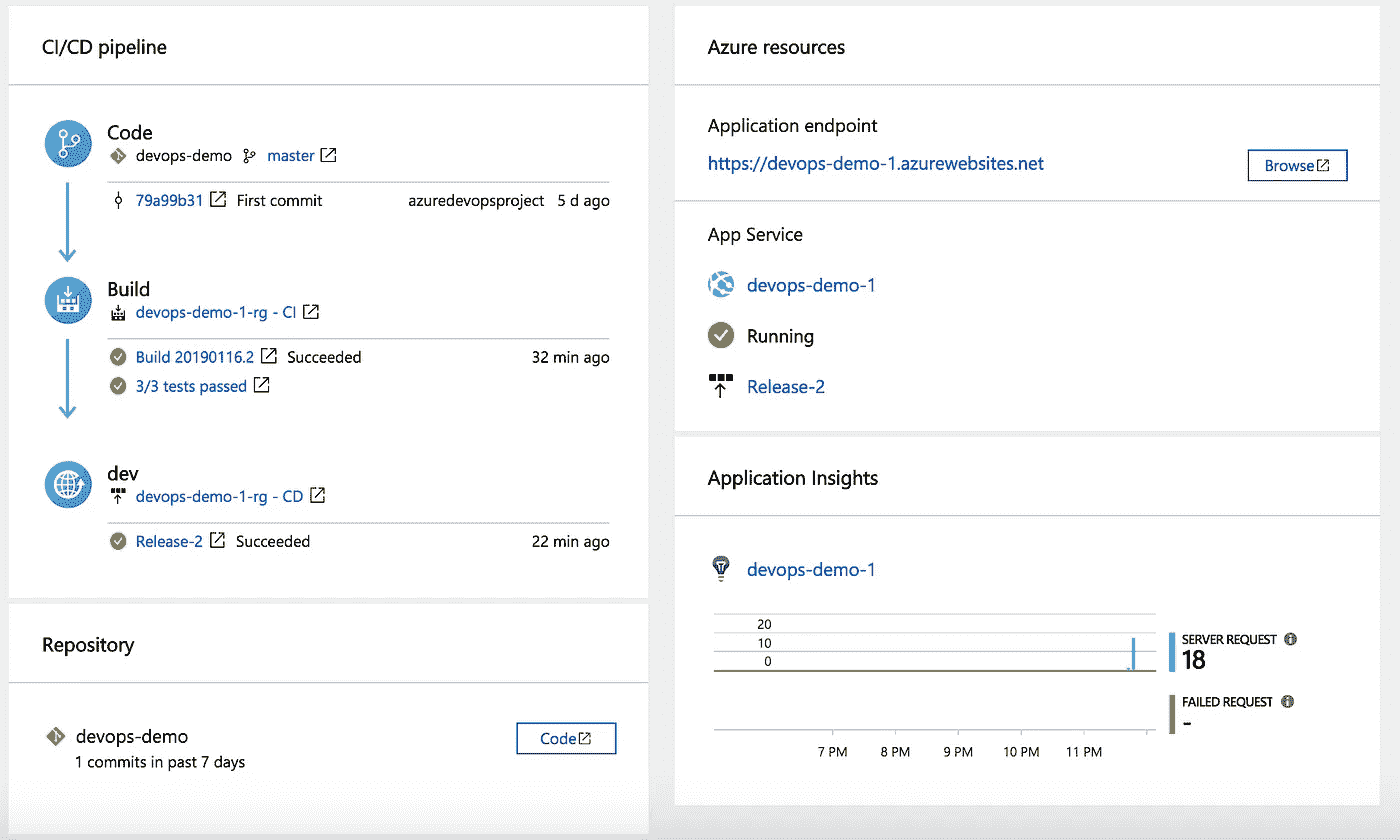 CI/CD pipeline
Code
devops-demo master
79a99b31 First commit azuredevopsproject 5 d ago
Build
devops-demo-1-rg - CI
Build 20190116.2 Succeeded 32 min ago
3/3 tests passed
dev
devops-demo-1-rg - CD
Release-2 Succeeded 22 min ago
Repository
devops-demo
1 commits in past 7 days
Code
Azure resources
Application endpoint
https://devops-demo-1.azurewebsites.net
Browse
App Service
devops-demo-1
Running
Release-2
Application Insights
devops-demo-1
20
10
0
SERVER REQUEST
18
FAILED REQUEST
-
7 PM 8 PM 9 PM 10 PM 11 PM